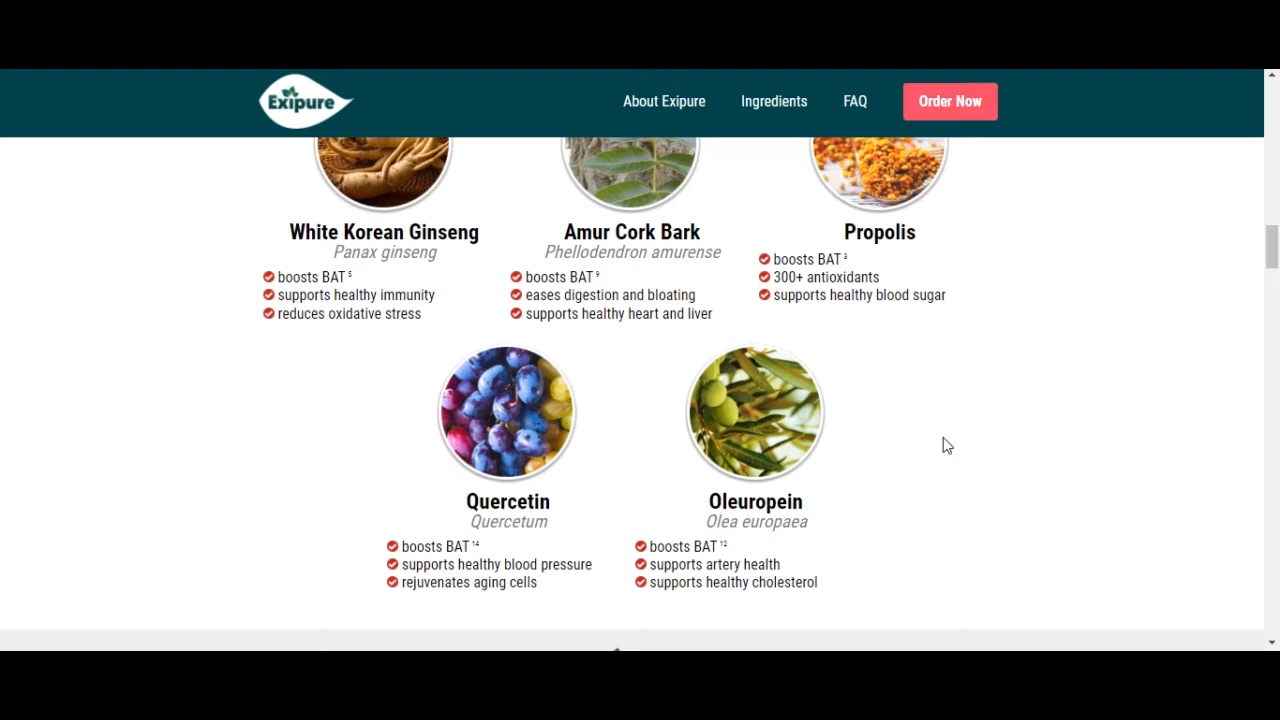 Exipure
About Exipure
Ingredients
FAQ
Order Now
White Korean Ginseng
Panax ginseng
boosts BAT ⁵
supports healthy immunity
reduces oxidative stress
Amur Cork Bark
Phellodendron amurense
boosts BAT ⁹
eases digestion and bloating
supports healthy heart and liver
Propolis
boosts BAT ³
300+ antioxidants
supports healthy blood sugar
Quercetin
Quercetum
boosts BAT ¹⁴
supports healthy blood pressure
rejuvenates aging cells
Oleuropein
Olea europaea
boosts BAT ¹²
supports artery health
supports healthy cholesterol